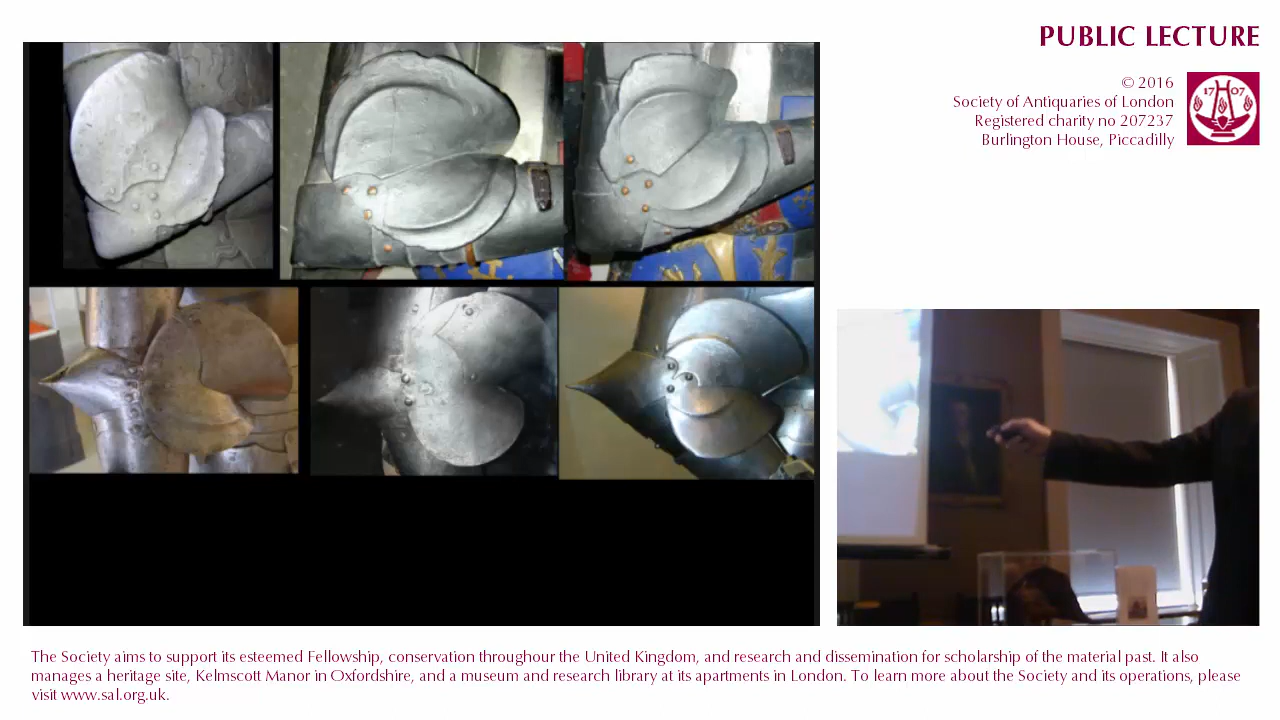 PUBLIC LECTURE
© 2016
Society of Antiquaries of London
Registered charity no 207237
Burlington House, Piccadilly
17 07
The Society aims to support its esteemed Fellowship, conservation throughout the United Kingdom, and research and dissemination for scholarship of the material past. It also
manages a heritage site, Kelmscott Manor in Oxfordshire, and a museum and research library at its apartments in London. To learn more about the Society and its operations, please
visit www.sal.org.uk.